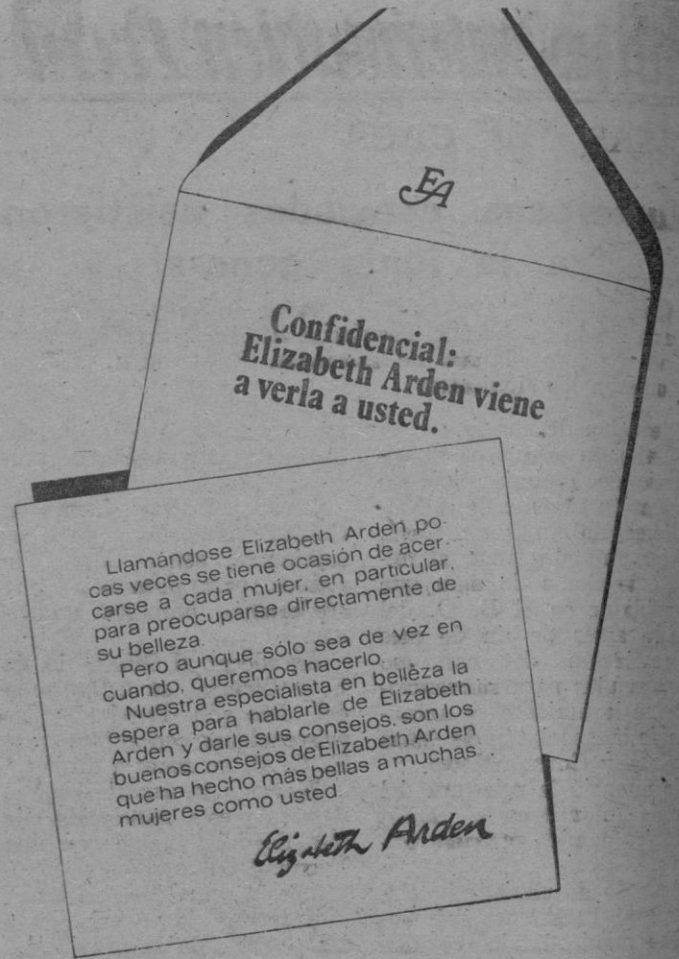 EA
Confidencial:
Elizabeth Arden viene
a verla a usted.
Llamándose Elizabeth Arden po-
cas veces se tiene ocasión de acer-
carse a cada mujer, en particular,
para preocuparse directamente de
su belleza.
Pero aunque sólo sea de vez en
cuando, queremos hacerlo.
Nuestra especialista en belleza la
espera para hablarle de Elizabeth
Arden y darle sus consejos, son los
buenos consejos de Elizabeth Arden
que ha hecho más bellas a muchas
mujeres como usted.
Elizabeth Arden